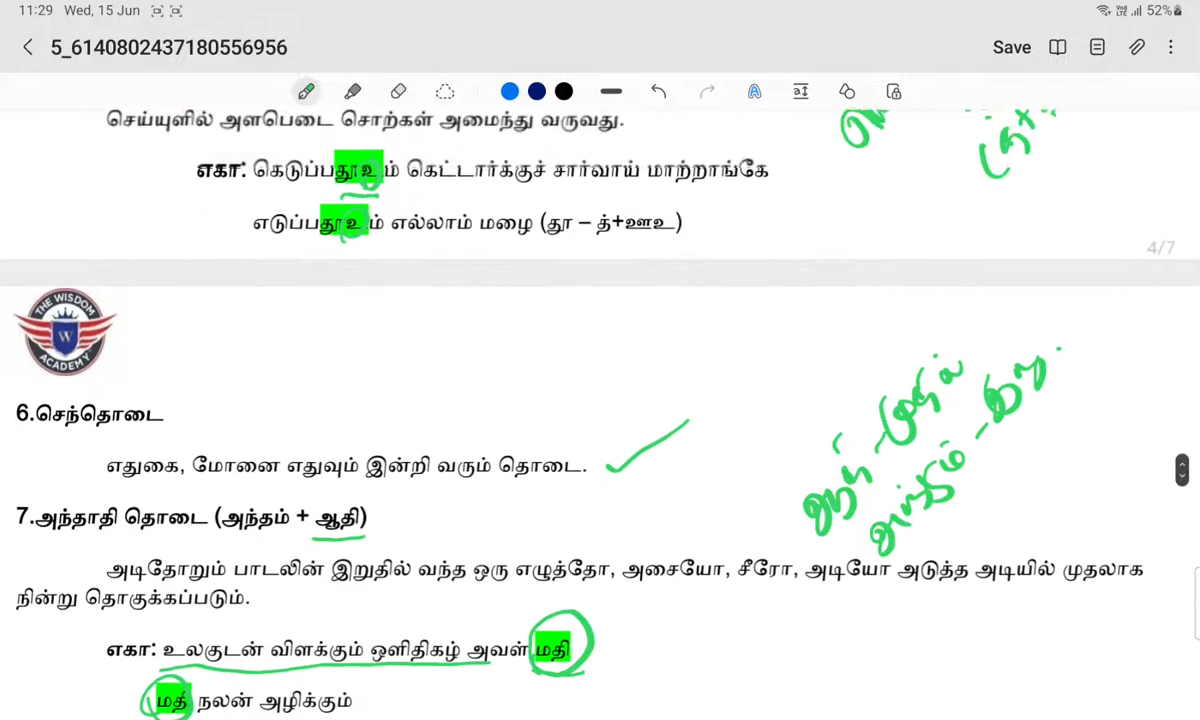 11:29 Wed, 15 Jun 52%
5_6140802437180556956 Save
செய்யுளில் அளபெடை சொற்கள் அமைந்து வருவது.
எகா: கெடுப்பதூஉம் கெட்டார்க்குச் சார்வாய் மாற்றாங்கே
எடுப்பதூஉம் எல்லாம் மழை (தூ – த்+ஊஉ)
4/7
THE WISDOM
W
ACADEMY
6.செந்தொடை
எதுகை, மோனை எதுவும் இன்றி வரும் தொடை.
7.அந்தாதி தொடை (அந்தம் + ஆதி)
அடிதோறும் பாடலின் இறுதில் வந்த ஒரு எழுத்தோ, அசையோ, சீரோ, அடியோ அடுத்த அடியில் முதலாக
நின்று தொகுக்கப்படும்.
எகா: உலகுடன் விளக்கும் ஒளிதிகழ் அவள் மதி
மதி நலன் அழிக்கும்